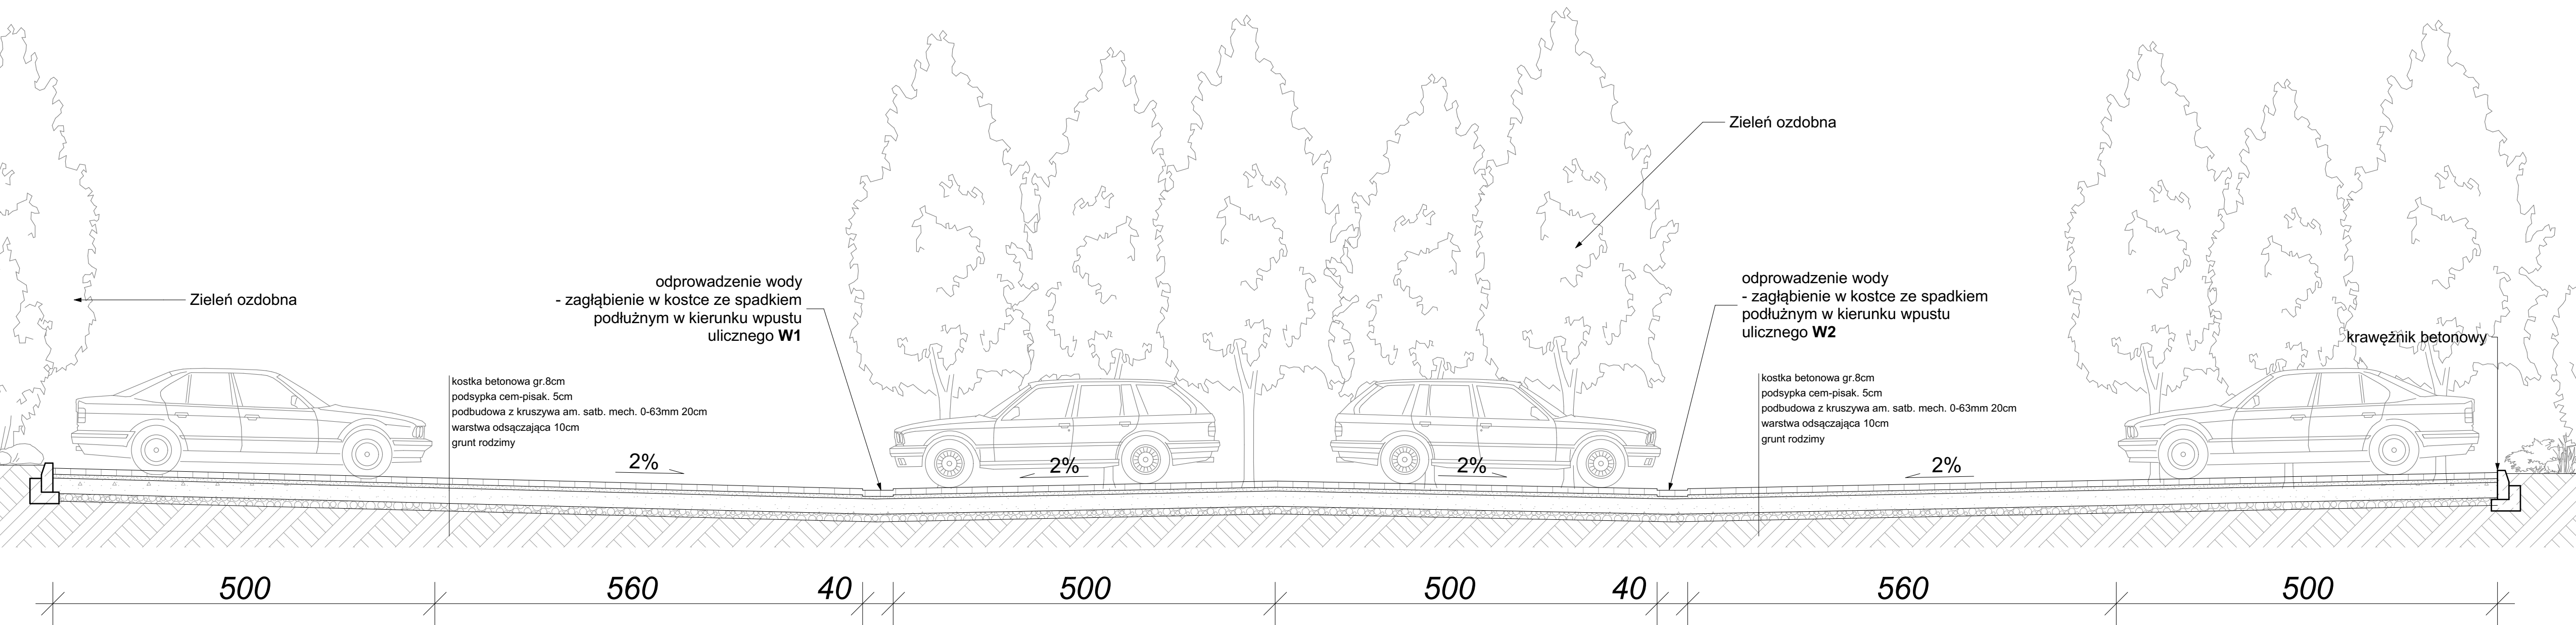 Zieleń ozdobna
Zieleń ozdobna
odprowadzenie wody
- zagłąbienie w kostce ze spadkiem
podłużnym w kierunku wpustu
ulicznego W1
odprowadzenie wody
- zagłąbienie w kostce ze spadkiem
podłużnym w kierunku wpustu
ulicznego W2
krawężnik betonowy
kostka betonowa gr.8cm
podsypka cem-pisak. 5cm
podbudowa z kruszywa am. satb. mech. 0-63mm 20cm
warstwa odsączająca 10cm
grunt rodzimy
kostka betonowa gr.8cm
podsypka cem-pisak. 5cm
podbudowa z kruszywa am. satb. mech. 0-63mm 20cm
warstwa odsączająca 10cm
grunt rodzimy
2% 2% 2% 2%
500 560 40 500 500 40 560 500